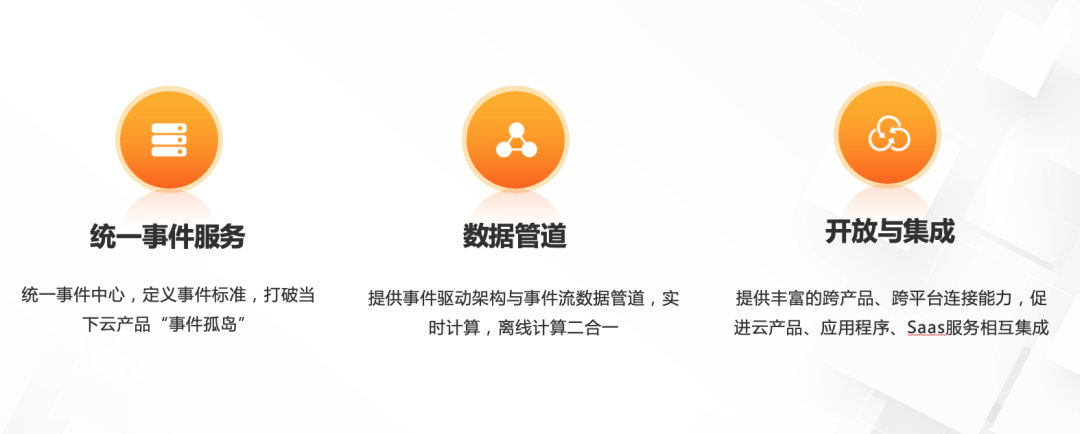 统一事件服务
统一事件中心，定义事件标准，打破当
下云产品“事件孤岛”
数据管道
提供事件驱动架构与事件流数据管道，实
时计算，离线计算二合一
开放与集成
提供丰富的跨产品、跨平台连接能力，促
进云产品、应用程序、Saas服务相互集成